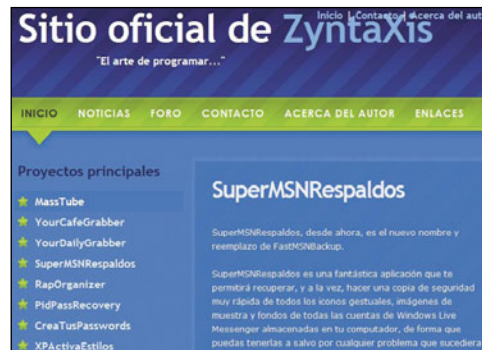 Inicio | Contacto | Acerca del aut
Sitio oficial de ZyntaXis
"El arte de programar..."
INICIO NOTICIAS FORO CONTACTO ACERCA DEL AUTOR ENLACES
Proyectos principales
MassTube
YourCafeGrabber
YourDailyGrabber
SuperMSNRespaldos
RapOrganizer
PidPassRecovery
CreaTusPasswords
XPActivaEstilos
SuperMSNRespaldos
SuperMSNRespaldos, desde ahora, es el nuevo nombre y
reemplazo de FastMSNBackup.
SuperMSNRespaldos es una fantástica aplicación que te
permitirá recuperar, y a la vez, hacer una copia de seguridad
muy rápida de todos los iconos gestuales, imágenes de
muestra y fondos de todas las cuentas de Windows Live
Messenger almacenadas en tu computador, de forma que
puedas tenerlas a salvo por cualquier problema que sucediera